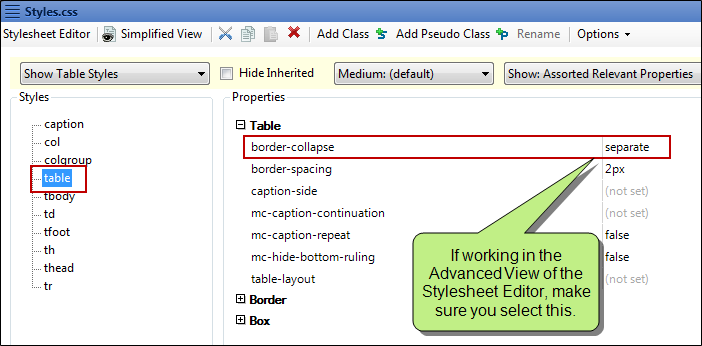 Styles.css
Stylesheet Editor Simplified View Add Class Add Pseudo Class Rename Options
Show Table Styles Hide Inherited Medium: (default) Show: Assorted Relevant Properties
Styles
caption
col
colgroup
table
tbody
td
tfoot
th
thead
tr
Properties
Table
border-collapse separate
border-spacing 2px
caption-side (not set)
mc-caption-continuation (not set)
mc-caption-repeat false
mc-hide-bottom-ruling false
table-layout (not set)
Border
Box
If working in the
Advanced View of the
Stylesheet Editor, make
sure you select this.